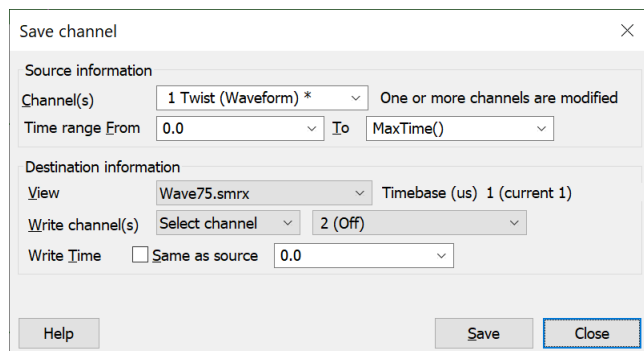 Save channel
Source information
Channel(s) 1 Twist (Waveform) * One or more channels are modified
Time range From 0.0 To MaxTime()
Destination information
View Wave75.smrx Timebase (us) 1 (current 1)
Write channel(s) Select channel 2 (Off)
Write Time Same as source 0.0
Help Save Close